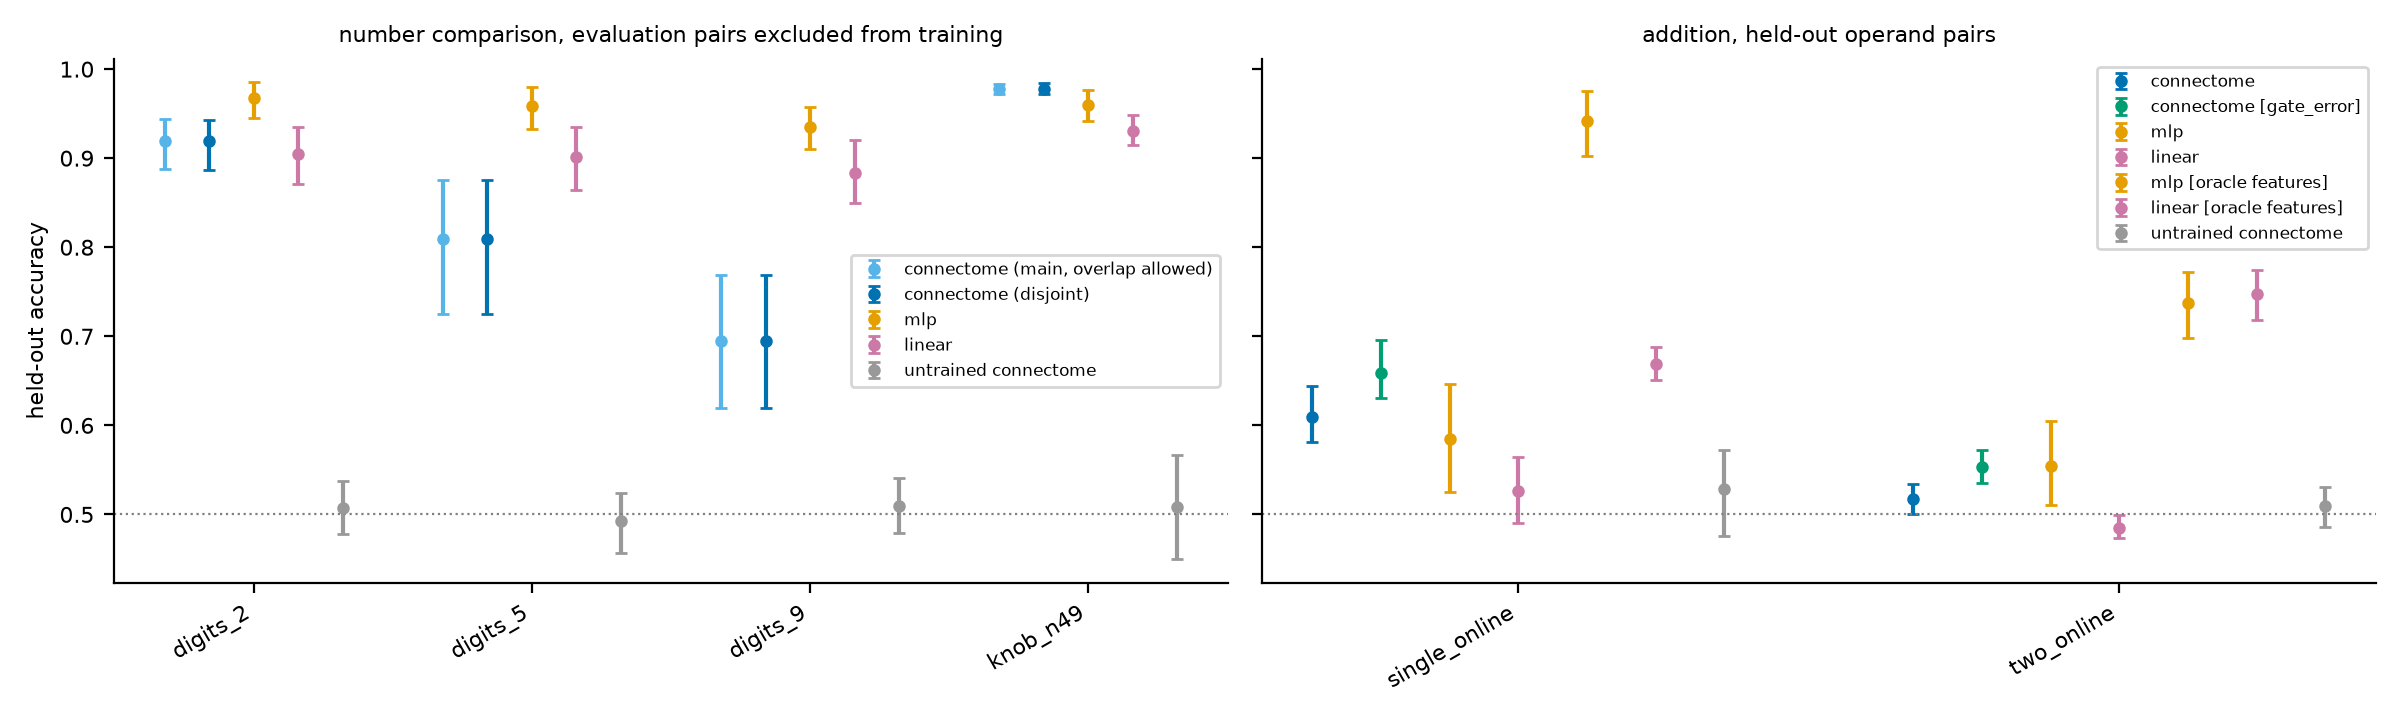 number comparison, evaluation pairs excluded from training
held-out accuracy
1.0
0.9
0.8
0.7
0.6
0.5
connectome (main, overlap allowed)
connectome (disjoint)
mlp
linear
untrained connectome
digits_2
digits_5
digits_9
knob_n49
addition, held-out operand pairs
connectome
connectome [gate_error]
mlp
linear
mlp [oracle features]
linear [oracle features]
untrained connectome
single_online
two_online